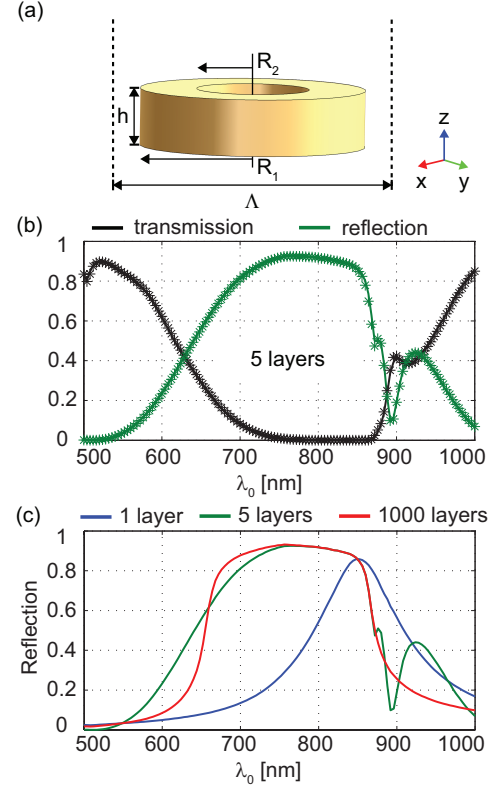 (a)
R₂
h
z
R₁
x y
Λ
(b) transmission reflection
1
0.8
0.6
0.4
5 layers
0.2
0
500 600 700 800 900 1000
λ₀ [nm]
(c) 1 layer 5 layers 1000 layers
1
0.8
0.6
0.4
0.2
0
Reflection
500 600 700 800 900 1000
λ₀ [nm]